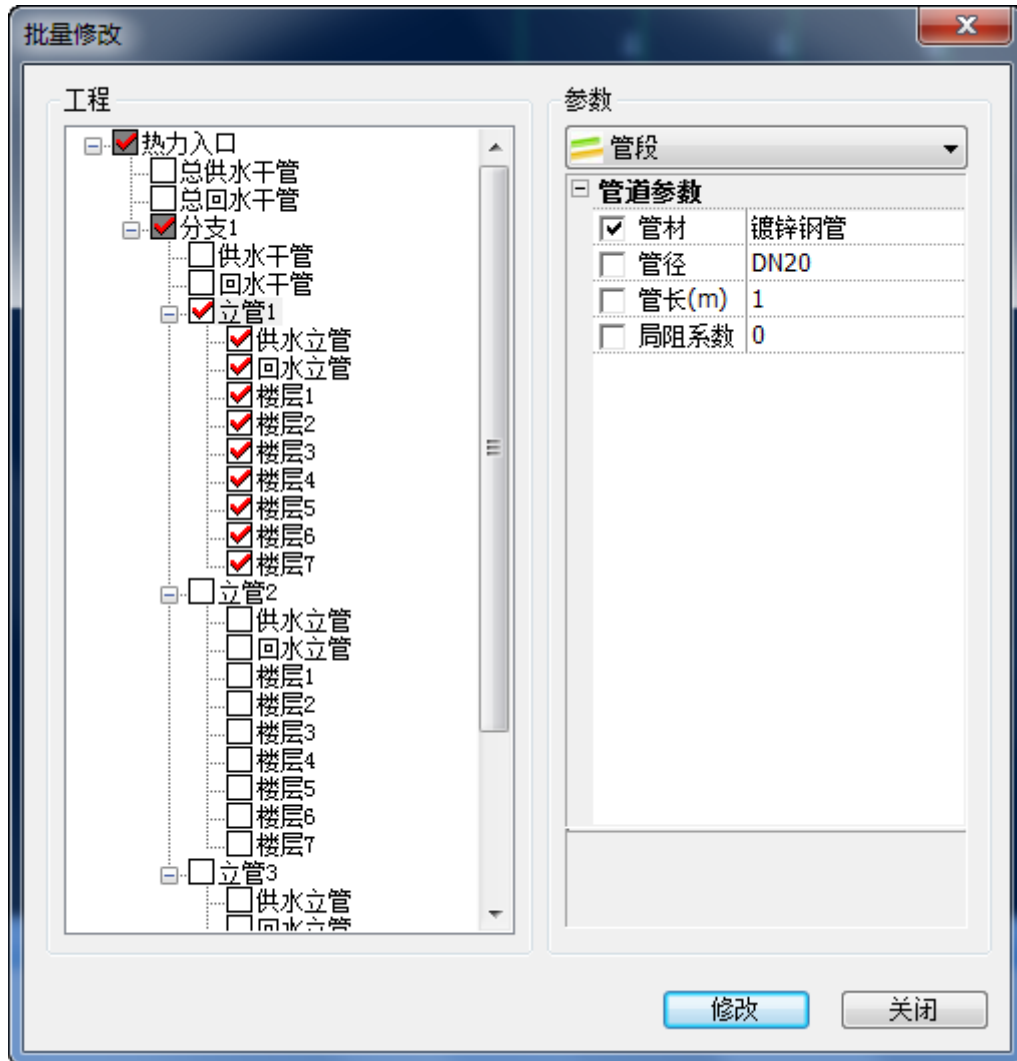 批量修改
工程
热力入口
总供水干管
总回水干管
分支1
供水干管
回水干管
立管1
供水立管
回水立管
楼层1
楼层2
楼层3
楼层4
楼层5
楼层6
楼层7
立管2
供水立管
回水立管
楼层1
楼层2
楼层3
楼层4
楼层5
楼层6
楼层7
立管3
供水立管
回水立管
参数
管段
管道参数
管材 镀锌钢管
管径 DN20
管长(m) 1
局阻系数 0
修改 关闭